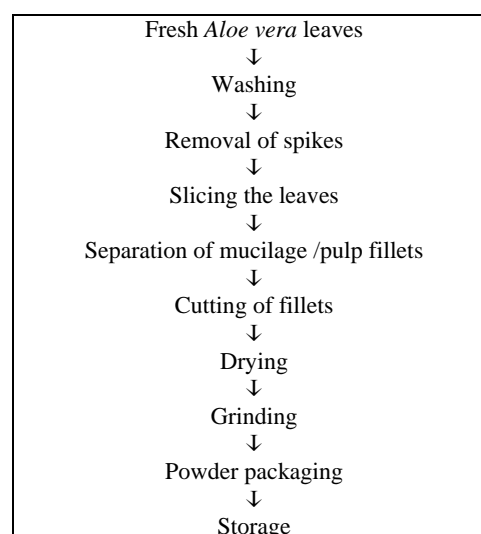 Fresh Aloe vera leaves
↓
Washing
↓
Removal of spikes
↓
Slicing the leaves
↓
Separation of mucilage /pulp fillets
↓
Cutting of fillets
↓
Drying
↓
Grinding
↓
Powder packaging
↓
Storage